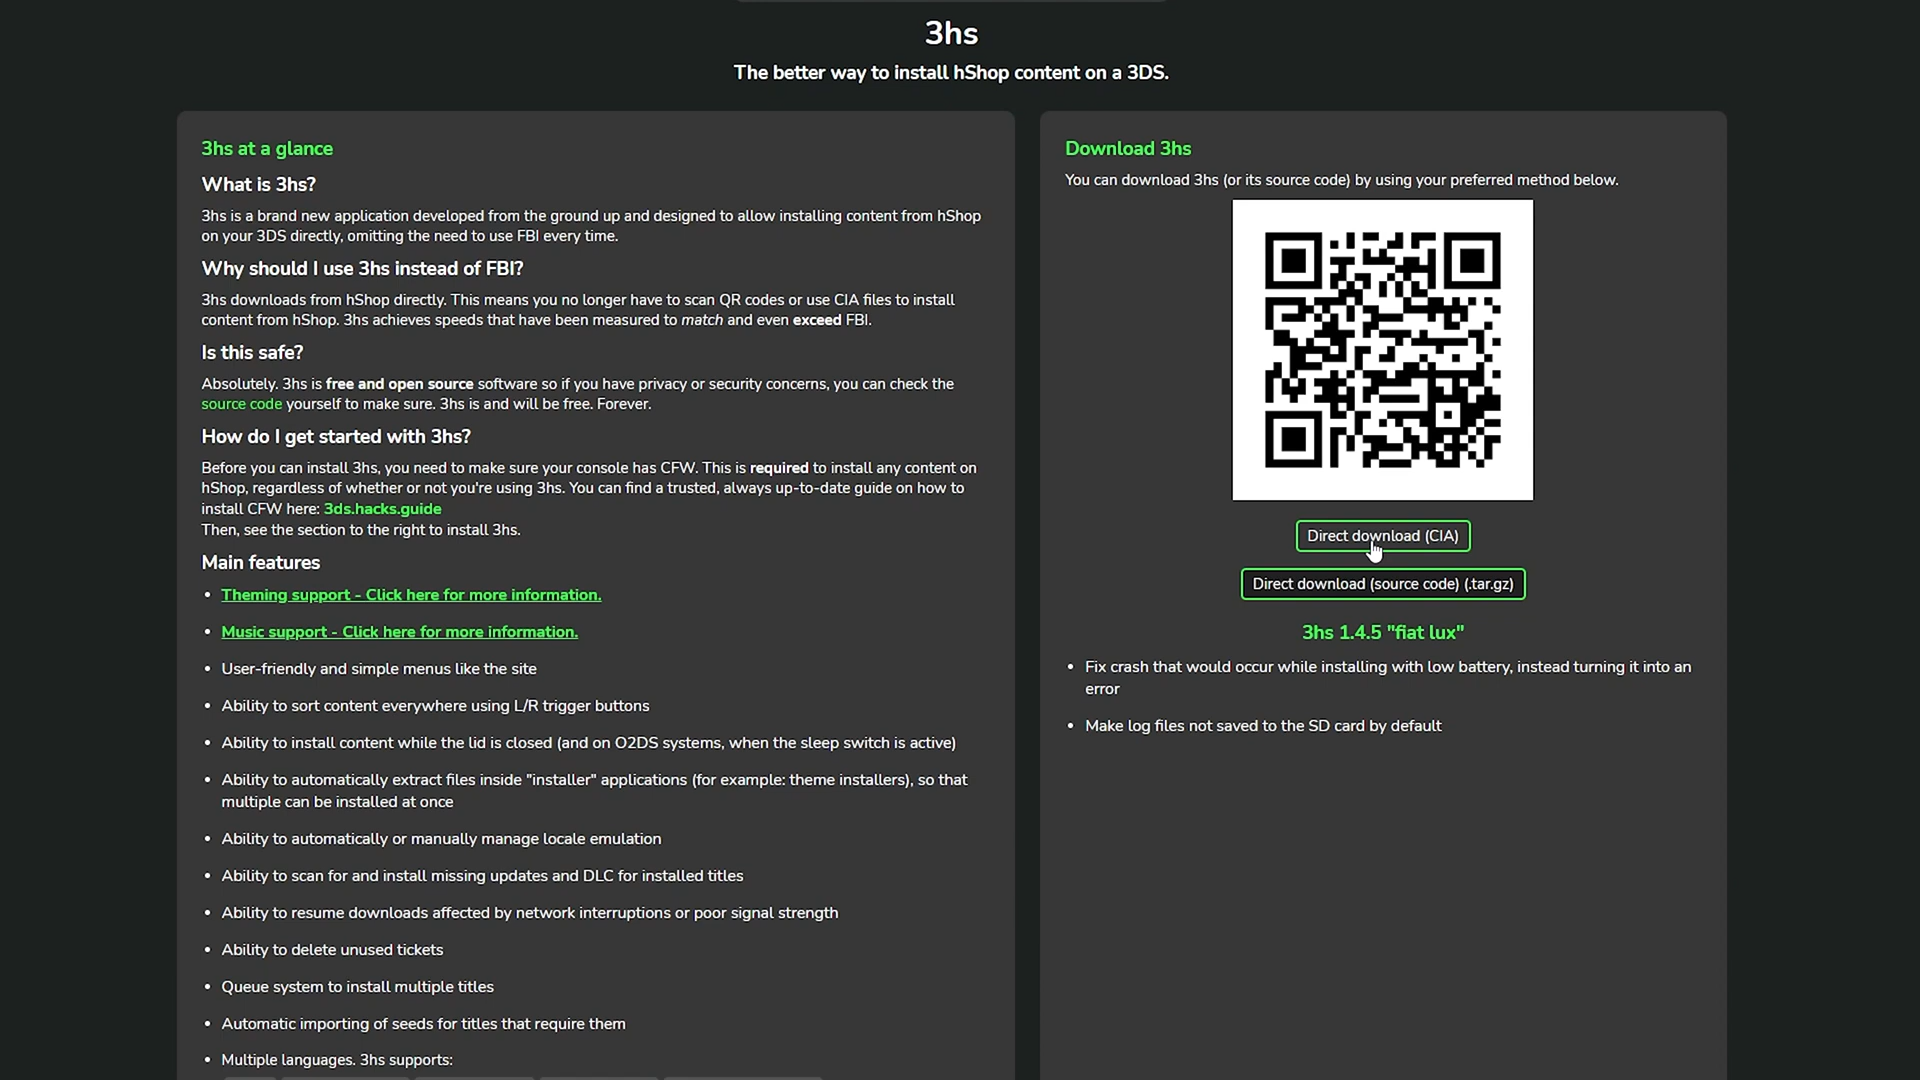 3hs
The better way to install hShop content on a 3DS.
3hs at a glance
What is 3hs?
3hs is a brand new application developed from the ground up and designed to allow installing content from hShop
on your 3DS directly, omitting the need to use FBI every time.
Why should I use 3hs instead of FBI?
3hs downloads from hShop directly. This means you no longer have to scan QR codes or use CIA files to install
content from hShop. 3hs achieves speeds that have been measured to match and even exceed FBI.
Is this safe?
Absolutely. 3hs is free and open source software so if you have privacy or security concerns, you can check the
source code yourself to make sure. 3hs is and will be free. Forever.
How do I get started with 3hs?
Before you can install 3hs, you need to make sure your console has CFW. This is required to install any content on
hShop, regardless of whether or not you're using 3hs. You can find a trusted, always up-to-date guide on how to
install CFW here: 3ds.hacks.guide
Then, see the section to the right to install 3hs.
Main features
• Theming support - Click here for more information.
• Music support - Click here for more information.
• User-friendly and simple menus like the site
• Ability to sort content everywhere using L/R trigger buttons
• Ability to install content while the lid is closed (and on O2DS systems, when the sleep switch is active)
• Ability to automatically extract files inside "installer" applications (for example: theme installers), so that
multiple can be installed at once
• Ability to automatically or manually manage locale emulation
• Ability to scan for and install missing updates and DLC for installed titles
• Ability to resume downloads affected by network interruptions or poor signal strength
• Ability to delete unused tickets
• Queue system to install multiple titles
• Automatic importing of seeds for titles that require them
• Multiple languages. 3hs supports:
Download 3hs
You can download 3hs (or its source code) by using your preferred method below.
Direct download (CIA)
Direct download (source code) (.tar.gz)
3hs 1.4.5 "fiat lux"
• Fix crash that would occur while installing with low battery, instead turning it into an
error
• Make log files not saved to the SD card by default